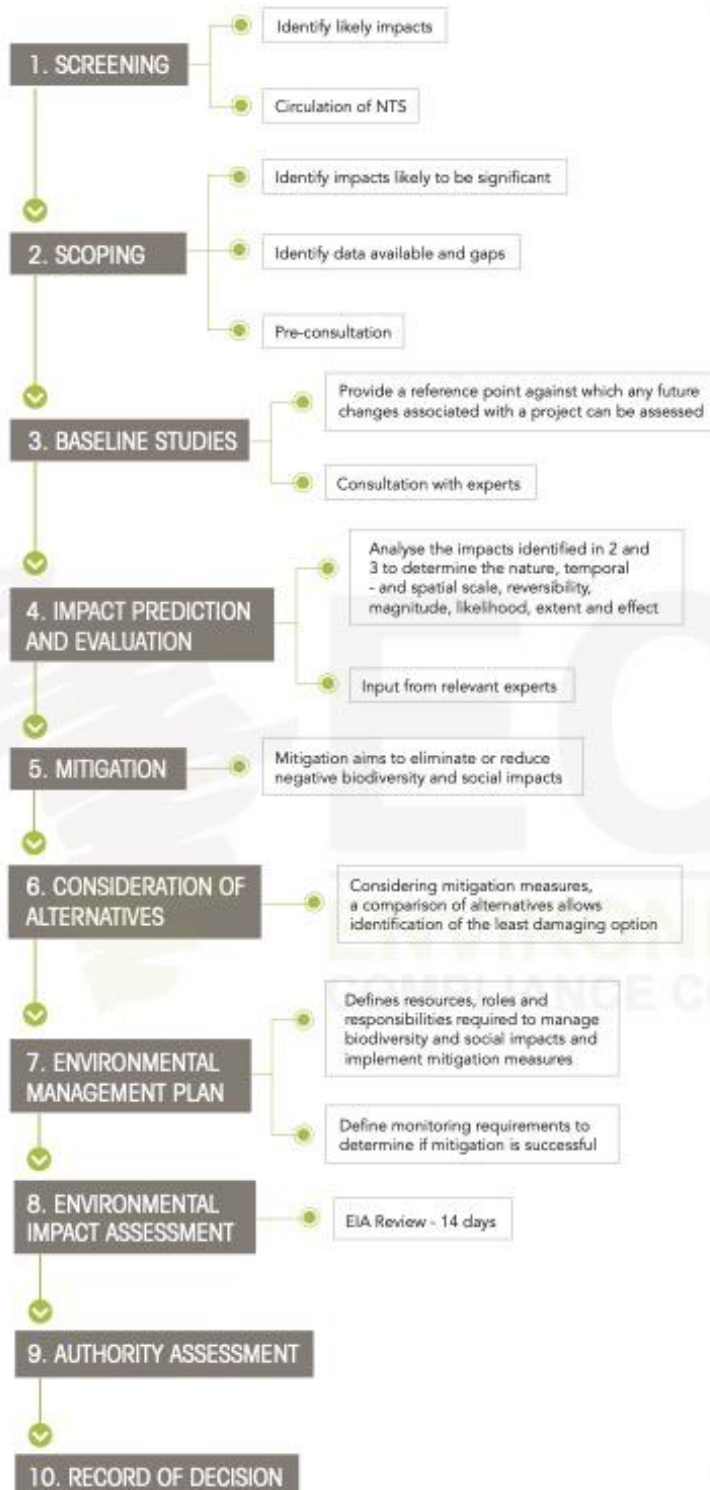 Identify likely impacts
1. SCREENING
Circulation of NTS
Identify impacts likely to be significant
2. SCOPING
Identify data available and gaps
Pre-consultation
Provide a reference point against which any future
changes associated with a project can be assessed
3. BASELINE STUDIES
Consultation with experts
Analyse the impacts identified in 2 and
3 to determine the nature, temporal
- and spatial scale, reversibility,
magnitude, likelihood, extent and effect
4. IMPACT PREDICTION
AND EVALUATION
Input from relevant experts
5. MITIGATION
Mitigation aims to eliminate or reduce
negative biodiversity and social impacts
6. CONSIDERATION OF
ALTERNATIVES
Considering mitigation measures,
a comparison of alternatives allows
identification of the least damaging option
Defines resources, roles and
responsibilities required to manage
biodiversity and social impacts and
implement mitigation measures
7. ENVIRONMENTAL
MANAGEMENT PLAN
Define monitoring requirements to
determine if mitigation is successful
8. ENVIRONMENTAL
IMPACT ASSESSMENT
EIA Review - 14 days
9. AUTHORITY ASSESSMENT
10. RECORD OF DECISION